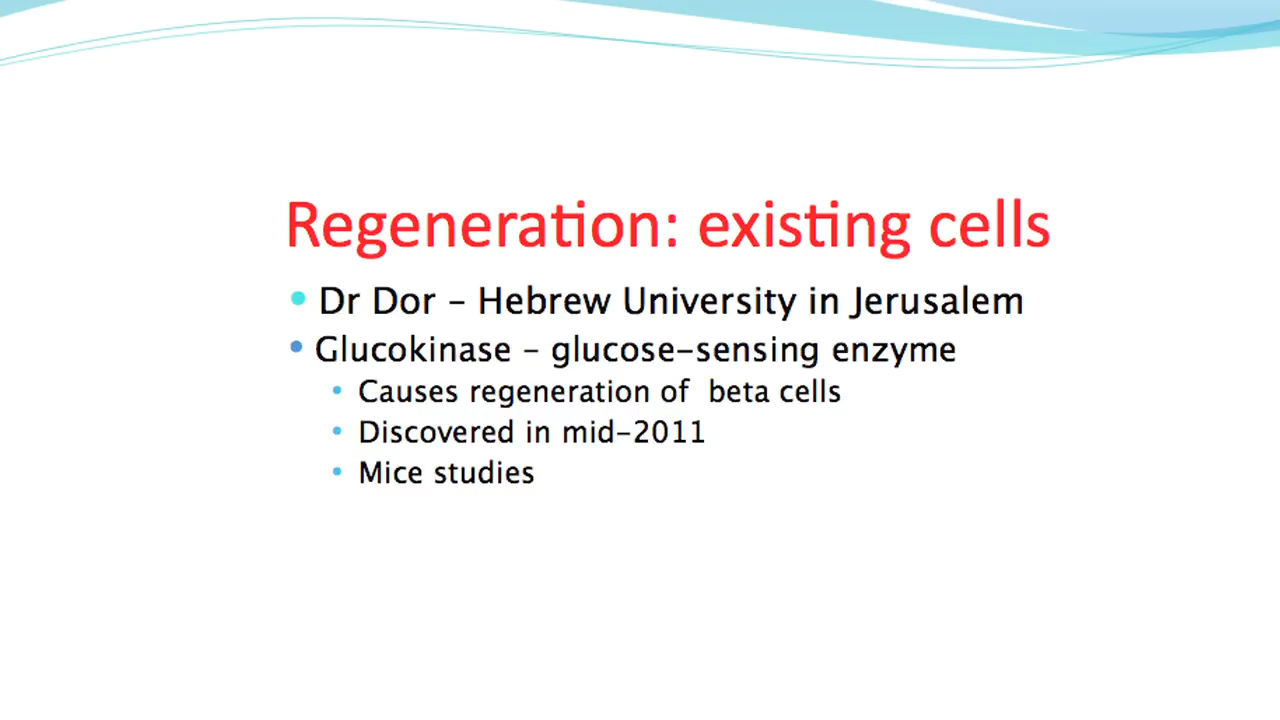 Regeneration: existing cells
• Dr Dor – Hebrew University in Jerusalem
• Glucokinase – glucose-sensing enzyme
• Causes regeneration of  beta cells
• Discovered in mid-2011
• Mice studies